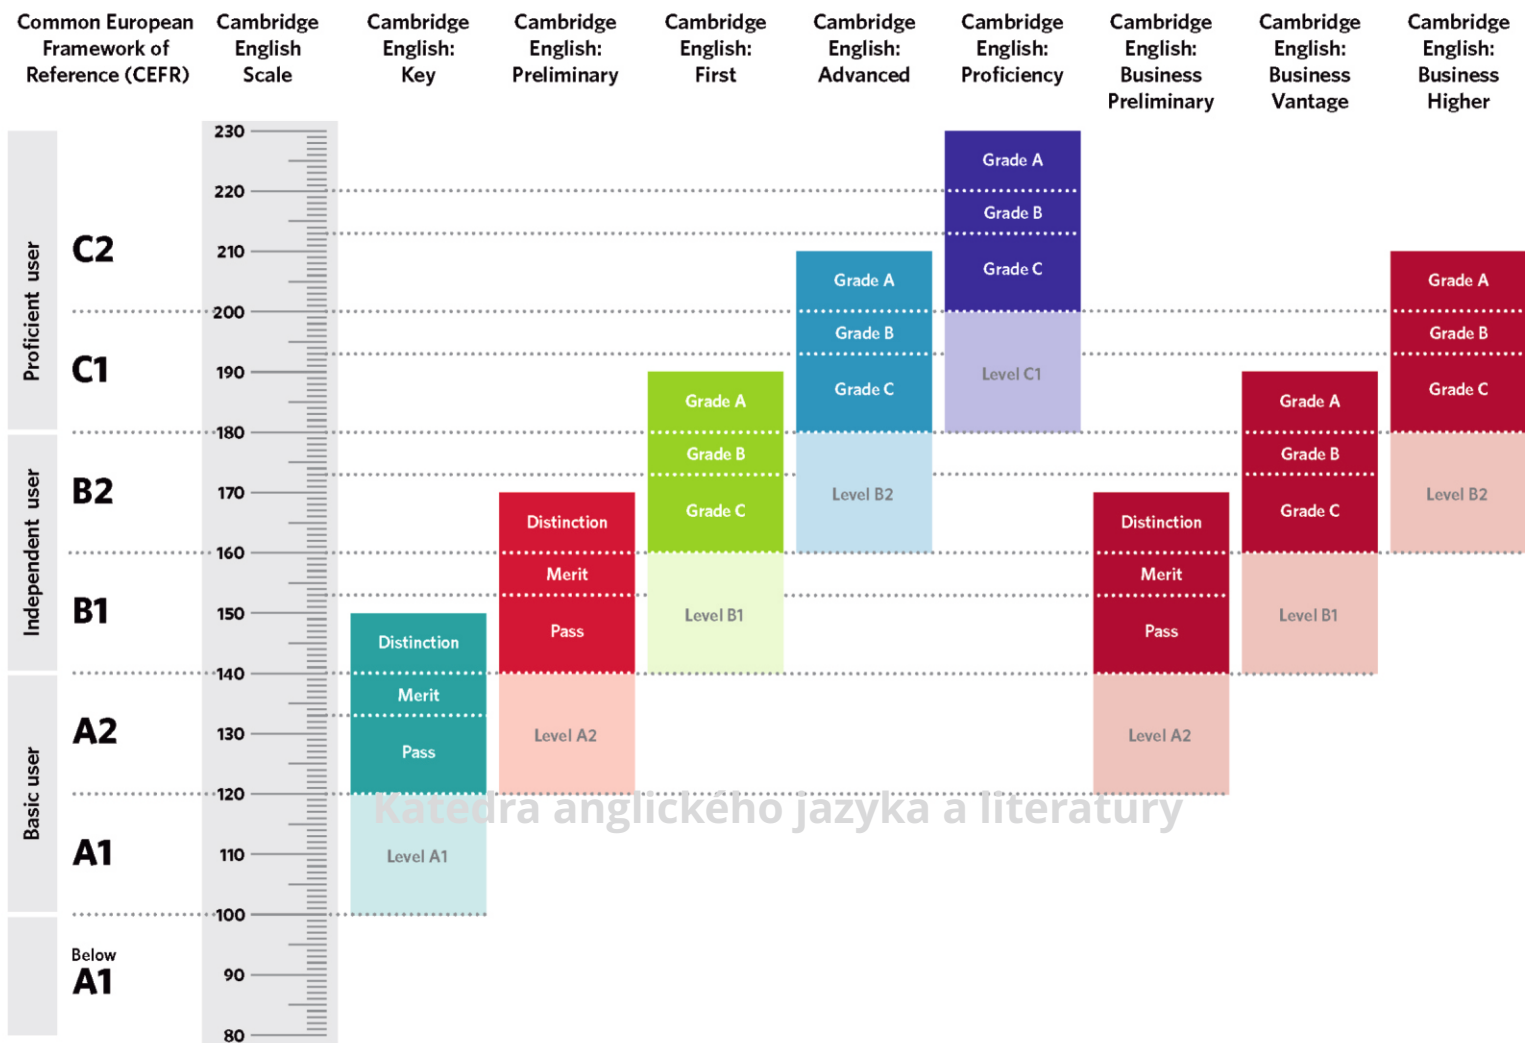 Common European
Framework of
Reference (CEFR)
Cambridge
English
Scale
Cambridge
English:
Key
Cambridge
English:
Preliminary
Cambridge
English:
First
Cambridge
English:
Advanced
Cambridge
English:
Proficiency
Cambridge
English:
Business
Preliminary
Cambridge
English:
Business
Vantage
Cambridge
English:
Business
Higher
Proficient user
Independent user
Basic user
C2
C1
B2
B1
A2
A1
Below
A1
230
220
210
200
190
180
170
160
150
140
130
120
110
100
90
80
Distinction
Merit
Pass
Level A1
Distinction
Merit
Pass
Level A2
Grade A
Grade B
Grade C
Level B1
Grade A
Grade B
Grade C
Level B2
Grade A
Grade B
Grade C
Level C1
Distinction
Merit
Pass
Level A2
Grade A
Grade B
Grade C
Level B1
Grade A
Grade B
Grade C
Level B2
Katedra anglického jazyka a literatury